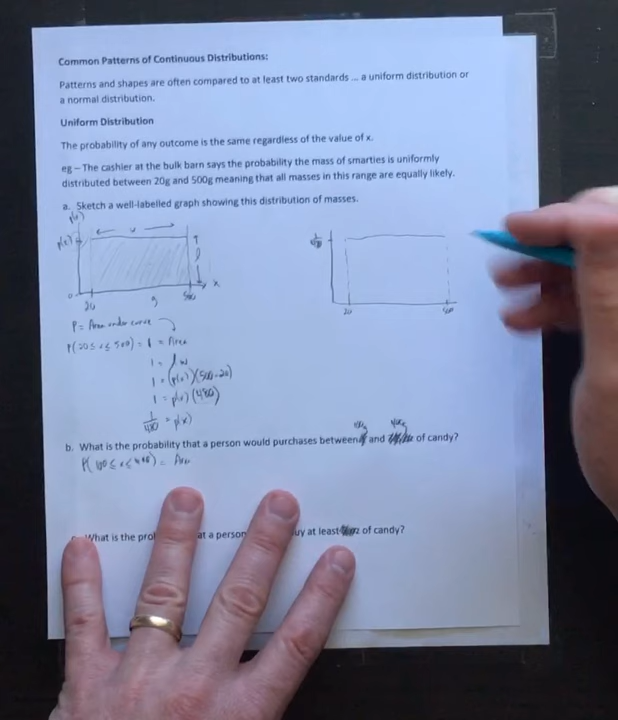 Common Patterns of Continuous Distributions:
Patterns and shapes are often compared to at least two standards ... a uniform distribution or
a normal distribution.
Uniform Distribution
The probability of any outcome is the same regardless of the value of x.
eg – The cashier at the bulk barn says the probability the mass of smarties is uniformly
distributed between 20g and 500g meaning that all masses in this range are equally likely.
a. Sketch a well-labelled graph showing this distribution of masses.
p(x)
p(x)
w
l
0
20
g
500
x
1/480
20
500
P = Area under curve
P(20 ≤ x ≤ 500) = 1 = Area
1 = l w
1 = (p(x))(500-20)
1 = p(x)(480)
1/480 = p(x)
b. What is the probability that a person would purchases between and of candy?
P(100 ≤ x ≤ 400) = Area
What is the at a person uy at least of candy?